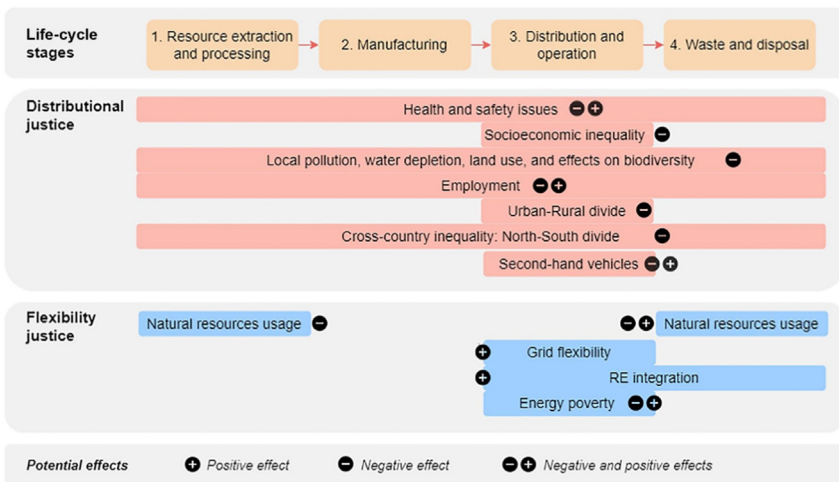 Life-cycle
stages
1. Resource extraction
and processing
2. Manufacturing
3. Distribution and
operation
4. Waste and disposal
Distributional
justice
Health and safety issues
Socioeconomic inequality
Local pollution, water depletion, land use, and effects on biodiversity
Employment
Urban-Rural divide
Cross-country inequality: North-South divide
Second-hand vehicles
Flexibility
justice
Natural resources usage
Natural resources usage
Grid flexibility
RE integration
Energy poverty
Potential effects
Positive effect
Negative effect
Negative and positive effects